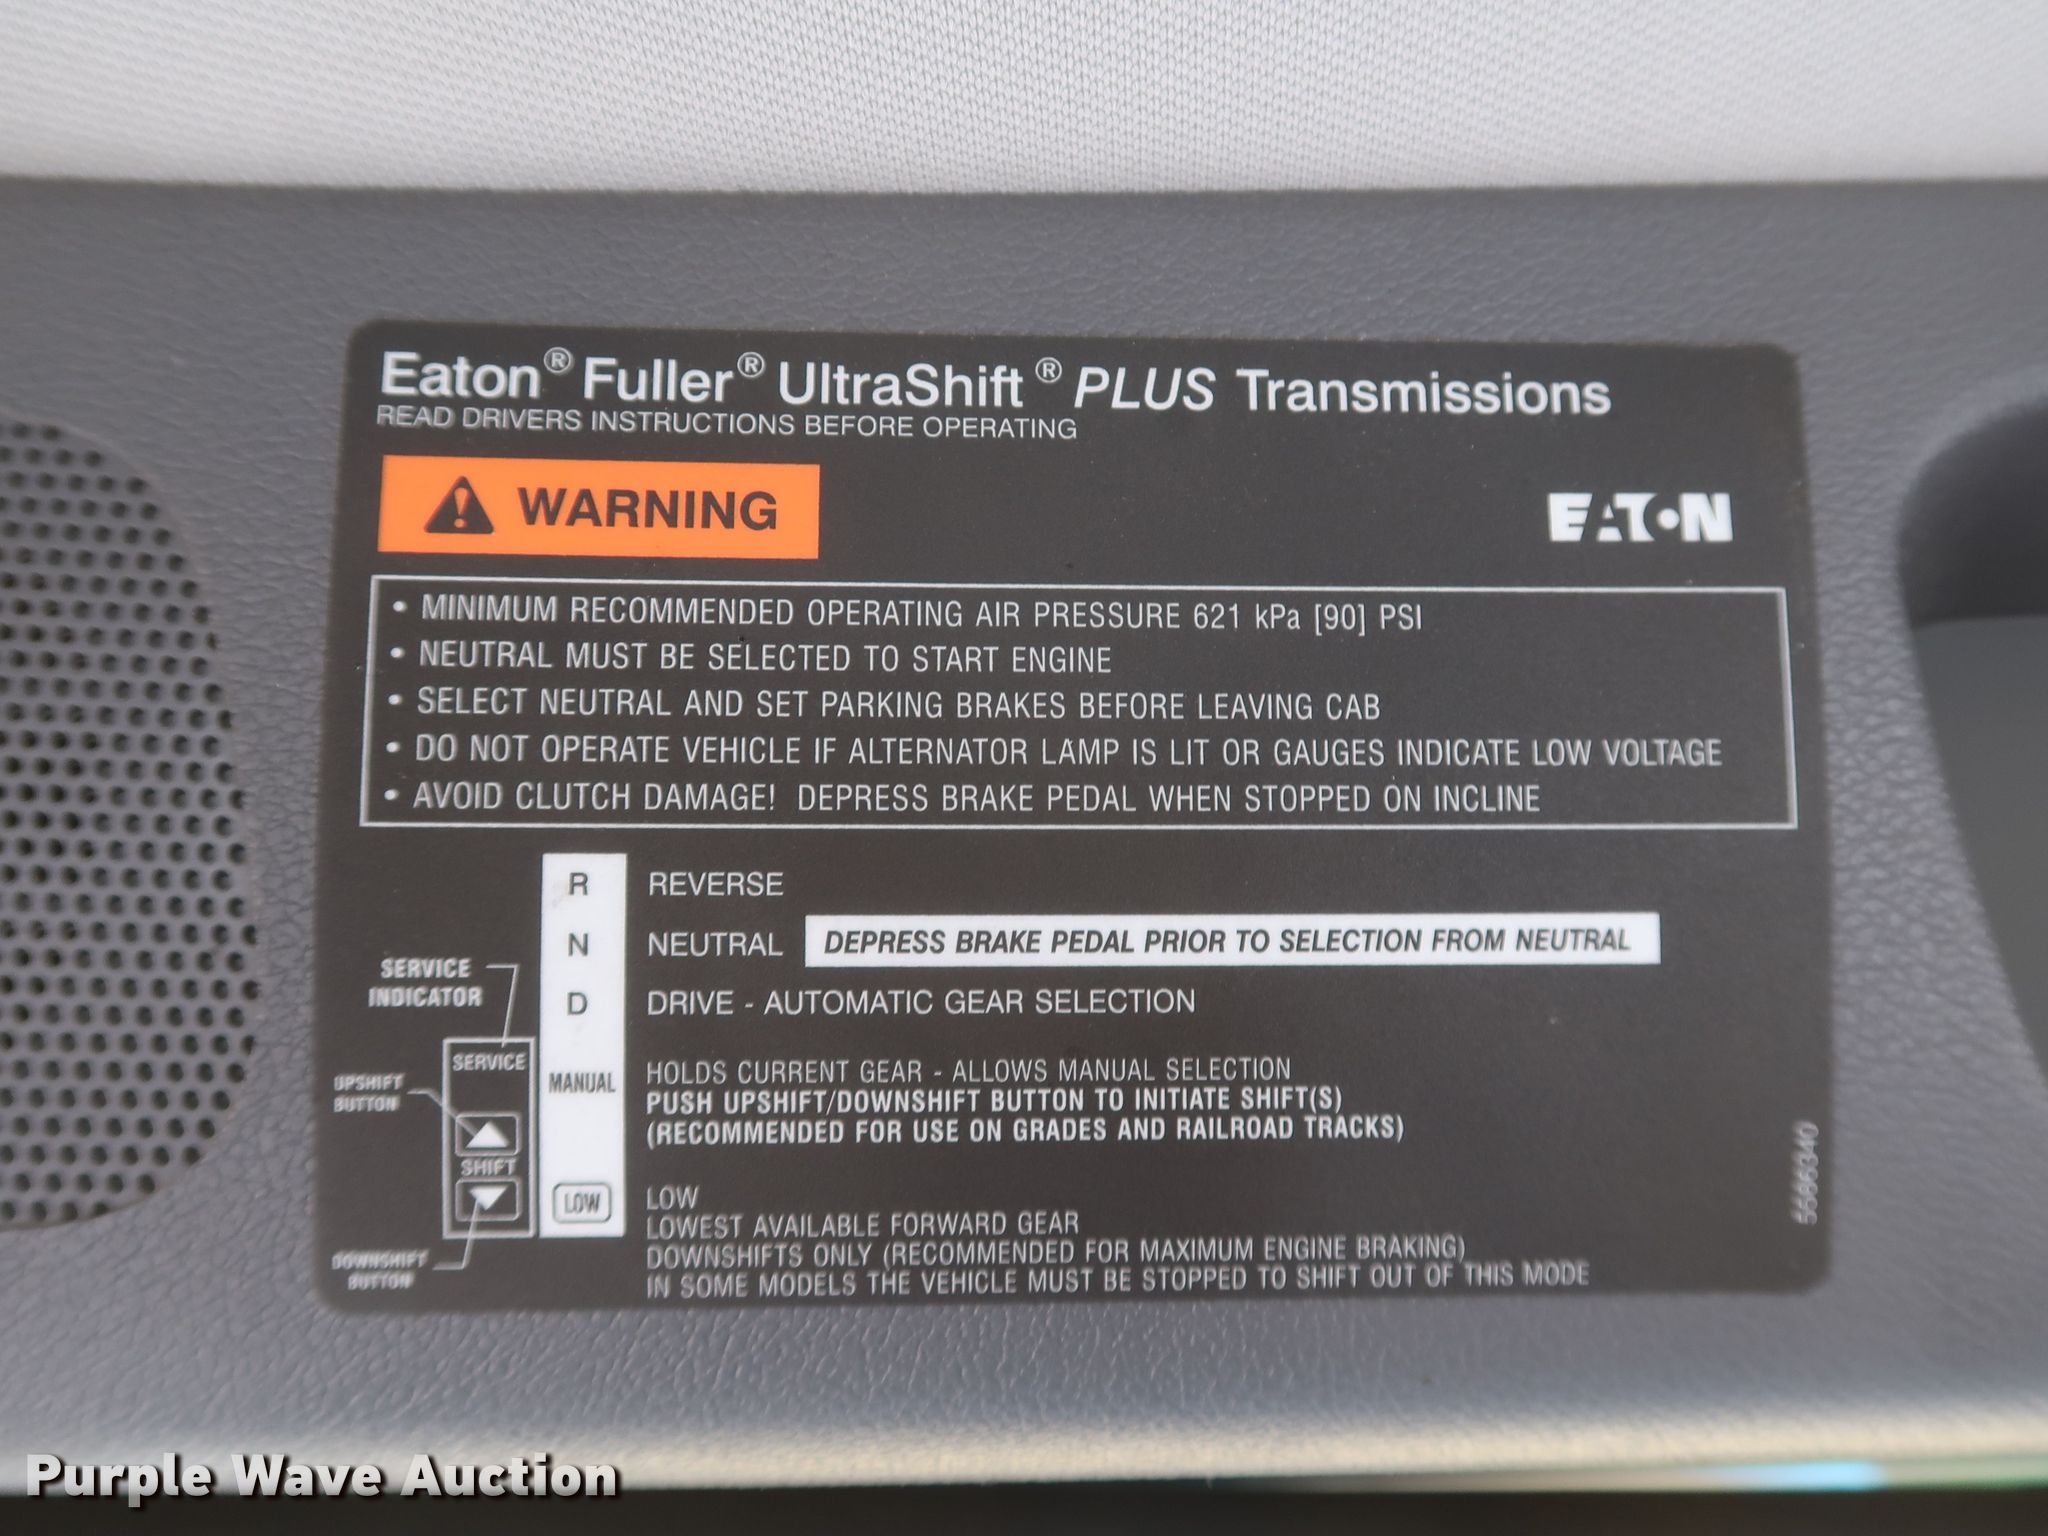 Eaton® Fuller® UltraShift® PLUS Transmissions
READ DRIVERS INSTRUCTIONS BEFORE OPERATING
WARNING
EATON
• MINIMUM RECOMMENDED OPERATING AIR PRESSURE 621 kPa [90] PSI
• NEUTRAL MUST BE SELECTED TO START ENGINE
• SELECT NEUTRAL AND SET PARKING BRAKES BEFORE LEAVING CAB
• DO NOT OPERATE VEHICLE IF ALTERNATOR LAMP IS LIT OR GAUGES INDICATE LOW VOLTAGE
• AVOID CLUTCH DAMAGE! DEPRESS BRAKE PEDAL WHEN STOPPED ON INCLINE
R REVERSE
N NEUTRAL DEPRESS BRAKE PEDAL PRIOR TO SELECTION FROM NEUTRAL
D DRIVE - AUTOMATIC GEAR SELECTION
SERVICE
INDICATOR
SERVICE
UPSHIFT
BUTTON
SHIFT
DOWNSHIFT
BUTTON
MANUAL
HOLDS CURRENT GEAR - ALLOWS MANUAL SELECTION
PUSH UPSHIFT/DOWNSHIFT BUTTON TO INITIATE SHIFT(S)
(RECOMMENDED FOR USE ON GRADES AND RAILROAD TRACKS)
LOW
LOW
LOWEST AVAILABLE FORWARD GEAR
DOWNSHIFTS ONLY (RECOMMENDED FOR MAXIMUM ENGINE BRAKING)
IN SOME MODELS THE VEHICLE MUST BE STOPPED TO SHIFT OUT OF THIS MODE
Purple Wave Auction